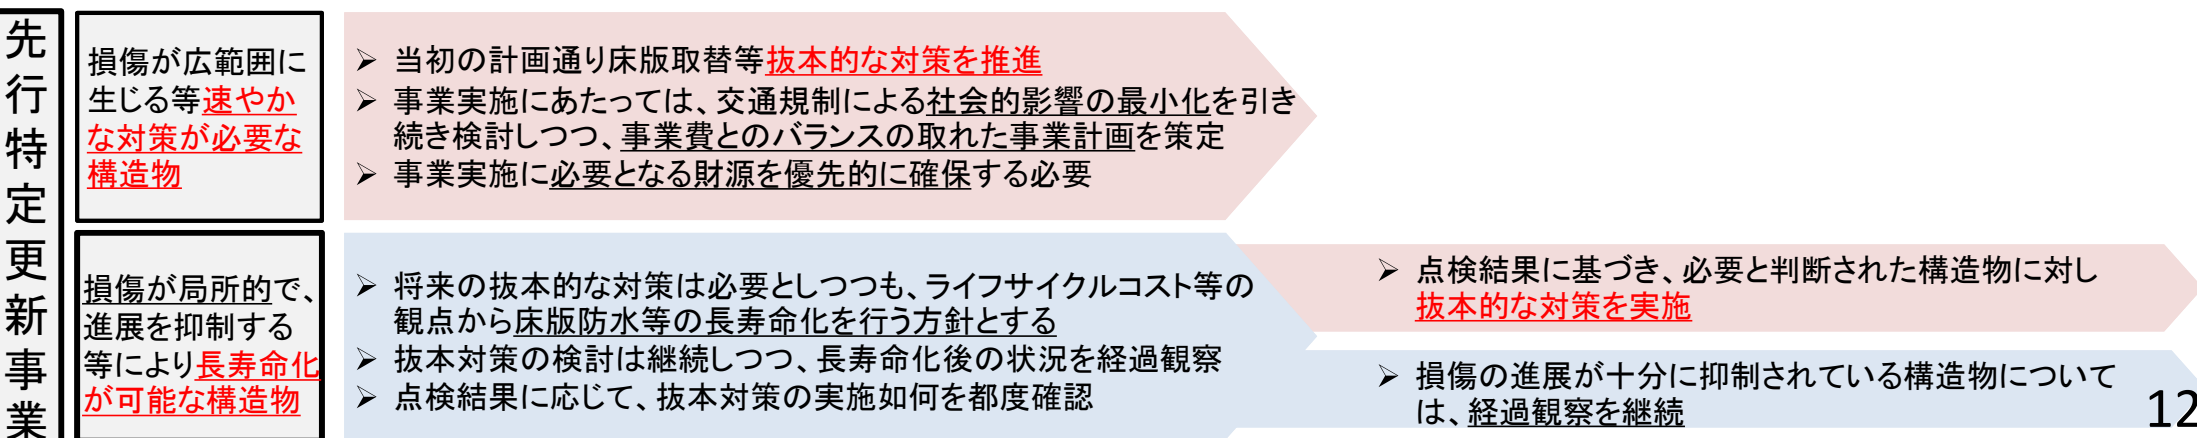 先行特定更新事業
損傷が広範囲に
生じる等速やか
な対策が必要な
構造物
➢ 当初の計画通り床版取替等抜本的な対策を推進
➢ 事業実施にあたっては、交通規制による社会的影響の最小化を引き
続き検討しつつ、事業費とのバランスの取れた事業計画を策定
➢ 事業実施に必要となる財源を優先的に確保する必要
損傷が局所的で、
進展を抑制する
等により長寿命化
が可能な構造物
➢ 将来の抜本的な対策は必要としつつも、ライフサイクルコスト等の
観点から床版防水等の長寿命化を行う方針とする
➢ 抜本対策の検討は継続しつつ、長寿命化後の状況を経過観察
➢ 点検結果に応じて、抜本対策の実施如何を都度確認
➢ 点検結果に基づき、必要と判断された構造物に対し
抜本的な対策を実施
➢ 損傷の進展が十分に抑制されている構造物について
は、経過観察を継続
12